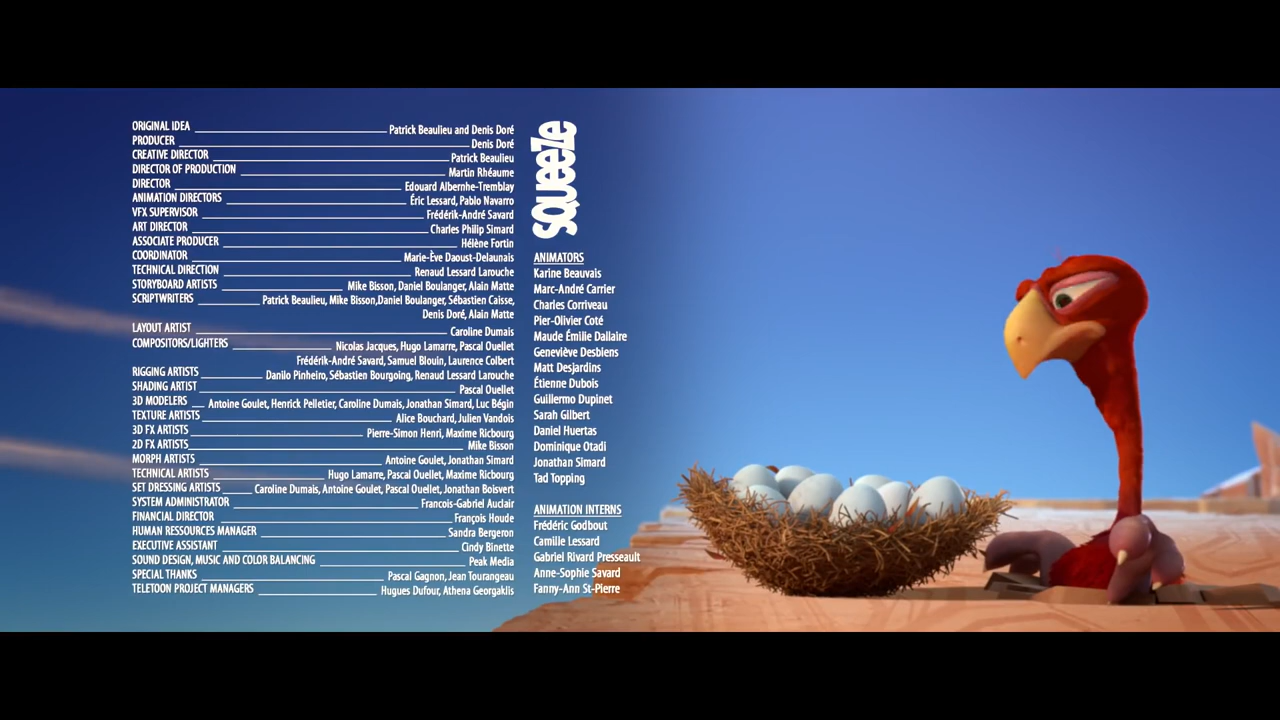 ORIGINAL IDEA Patrick Beaulieu and Denis Doré
PRODUCER Denis Doré
CREATIVE DIRECTOR Patrick Beaulieu
DIRECTOR OF PRODUCTION Martin Rhéaume
DIRECTOR Edouard Albernhe-Tremblay
ANIMATION DIRECTORS Éric Lessard, Pablo Navarro
VFX SUPERVISOR Frédérik-André Savard
ART DIRECTOR Charles Philip Simard
ASSOCIATE PRODUCER Hélène Fortin
COORDINATOR Marie-Ève Daoust-Delaunais
TECHNICAL DIRECTION Renaud Lessard Larouche
STORYBOARD ARTISTS Mike Bisson, Daniel Boulanger, Alain Matte
SCRIPTWRITERS Patrick Beaulieu, Mike Bisson,Daniel Boulanger, Sébastien Caisse,
Denis Doré, Alain Matte
LAYOUT ARTIST Caroline Dumais
COMPOSITORS/LIGHTERS Nicolas Jacques, Hugo Lamarre, Pascal Ouellet
Frédérik-André Savard, Samuel Blouin, Laurence Colbert
RIGGING ARTISTS Danilo Pinheiro, Sébastien Bourgoing, Renaud Lessard Larouche
SHADING ARTIST Pascal Ouellet
3D MODELERS Antoine Goulet, Henrick Pelletier, Caroline Dumais, Jonathan Simard, Luc Bégin
TEXTURE ARTISTS Alice Bouchard, Julien Vandois
3D FX ARTISTS Pierre-Simon Henri, Maxime Ricbourg
2D FX ARTISTS Mike Bisson
MORPH ARTISTS Antoine Goulet, Jonathan Simard
TECHNICAL ARTISTS Hugo Lamarre, Pascal Ouellet, Maxime Ricbourg
SET DRESSING ARTISTS Caroline Dumais, Antoine Goulet, Pascal Ouellet, Jonathan Boisvert
SYSTEM ADMINISTRATOR Francois-Gabriel Auclair
FINANCIAL DIRECTOR François Houde
HUMAN RESSOURCES MANAGER Sandra Bergeron
EXECUTIVE ASSISTANT Cindy Binette
SOUND DESIGN, MUSIC AND COLOR BALANCING Peak Media
SPECIAL THANKS Pascal Gagnon, Jean Tourangeau
TELETOON PROJECT MANAGERS Hugues Dufour, Athena Georgaklis
squeeze
ANIMATORS
Karine Beauvais
Marc-André Carrier
Charles Corriveau
Pier-Olivier Coté
Maude Émilie Dallaire
Geneviève Desbiens
Matt Desjardins
Étienne Dubois
Guillermo Dupinet
Sarah Gilbert
Daniel Huertas
Dominique Otadi
Jonathan Simard
Tad Topping
ANIMATION INTERNS
Frédéric Godbout
Camille Lessard
Gabriel Rivard Presseault
Anne-Sophie Savard
Fanny-Ann St-Pierre